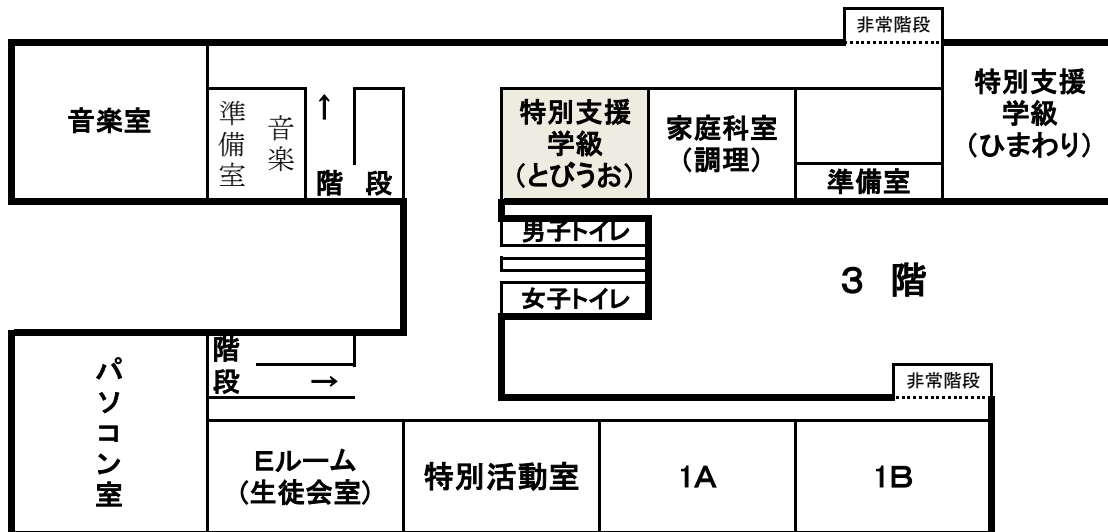 非常階段
音楽室
音楽
準備室
↑
階 段
特別支援
学級
(とびうお)
家庭科室
(調理)
準備室
特別支援
学級
(ひまわり)
男子トイレ
女子トイレ
3 階
階
段 →
非常階段
パソコン室
Eルーム
(生徒会室)
特別活動室
1A
1B